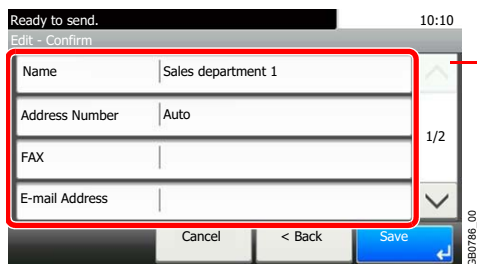 Ready to send. 10:10
Edit - Confirm
Name Sales department 1
Address Number Auto
1/2
FAX
E-mail Address
Cancel < Back Save
GB0786_00